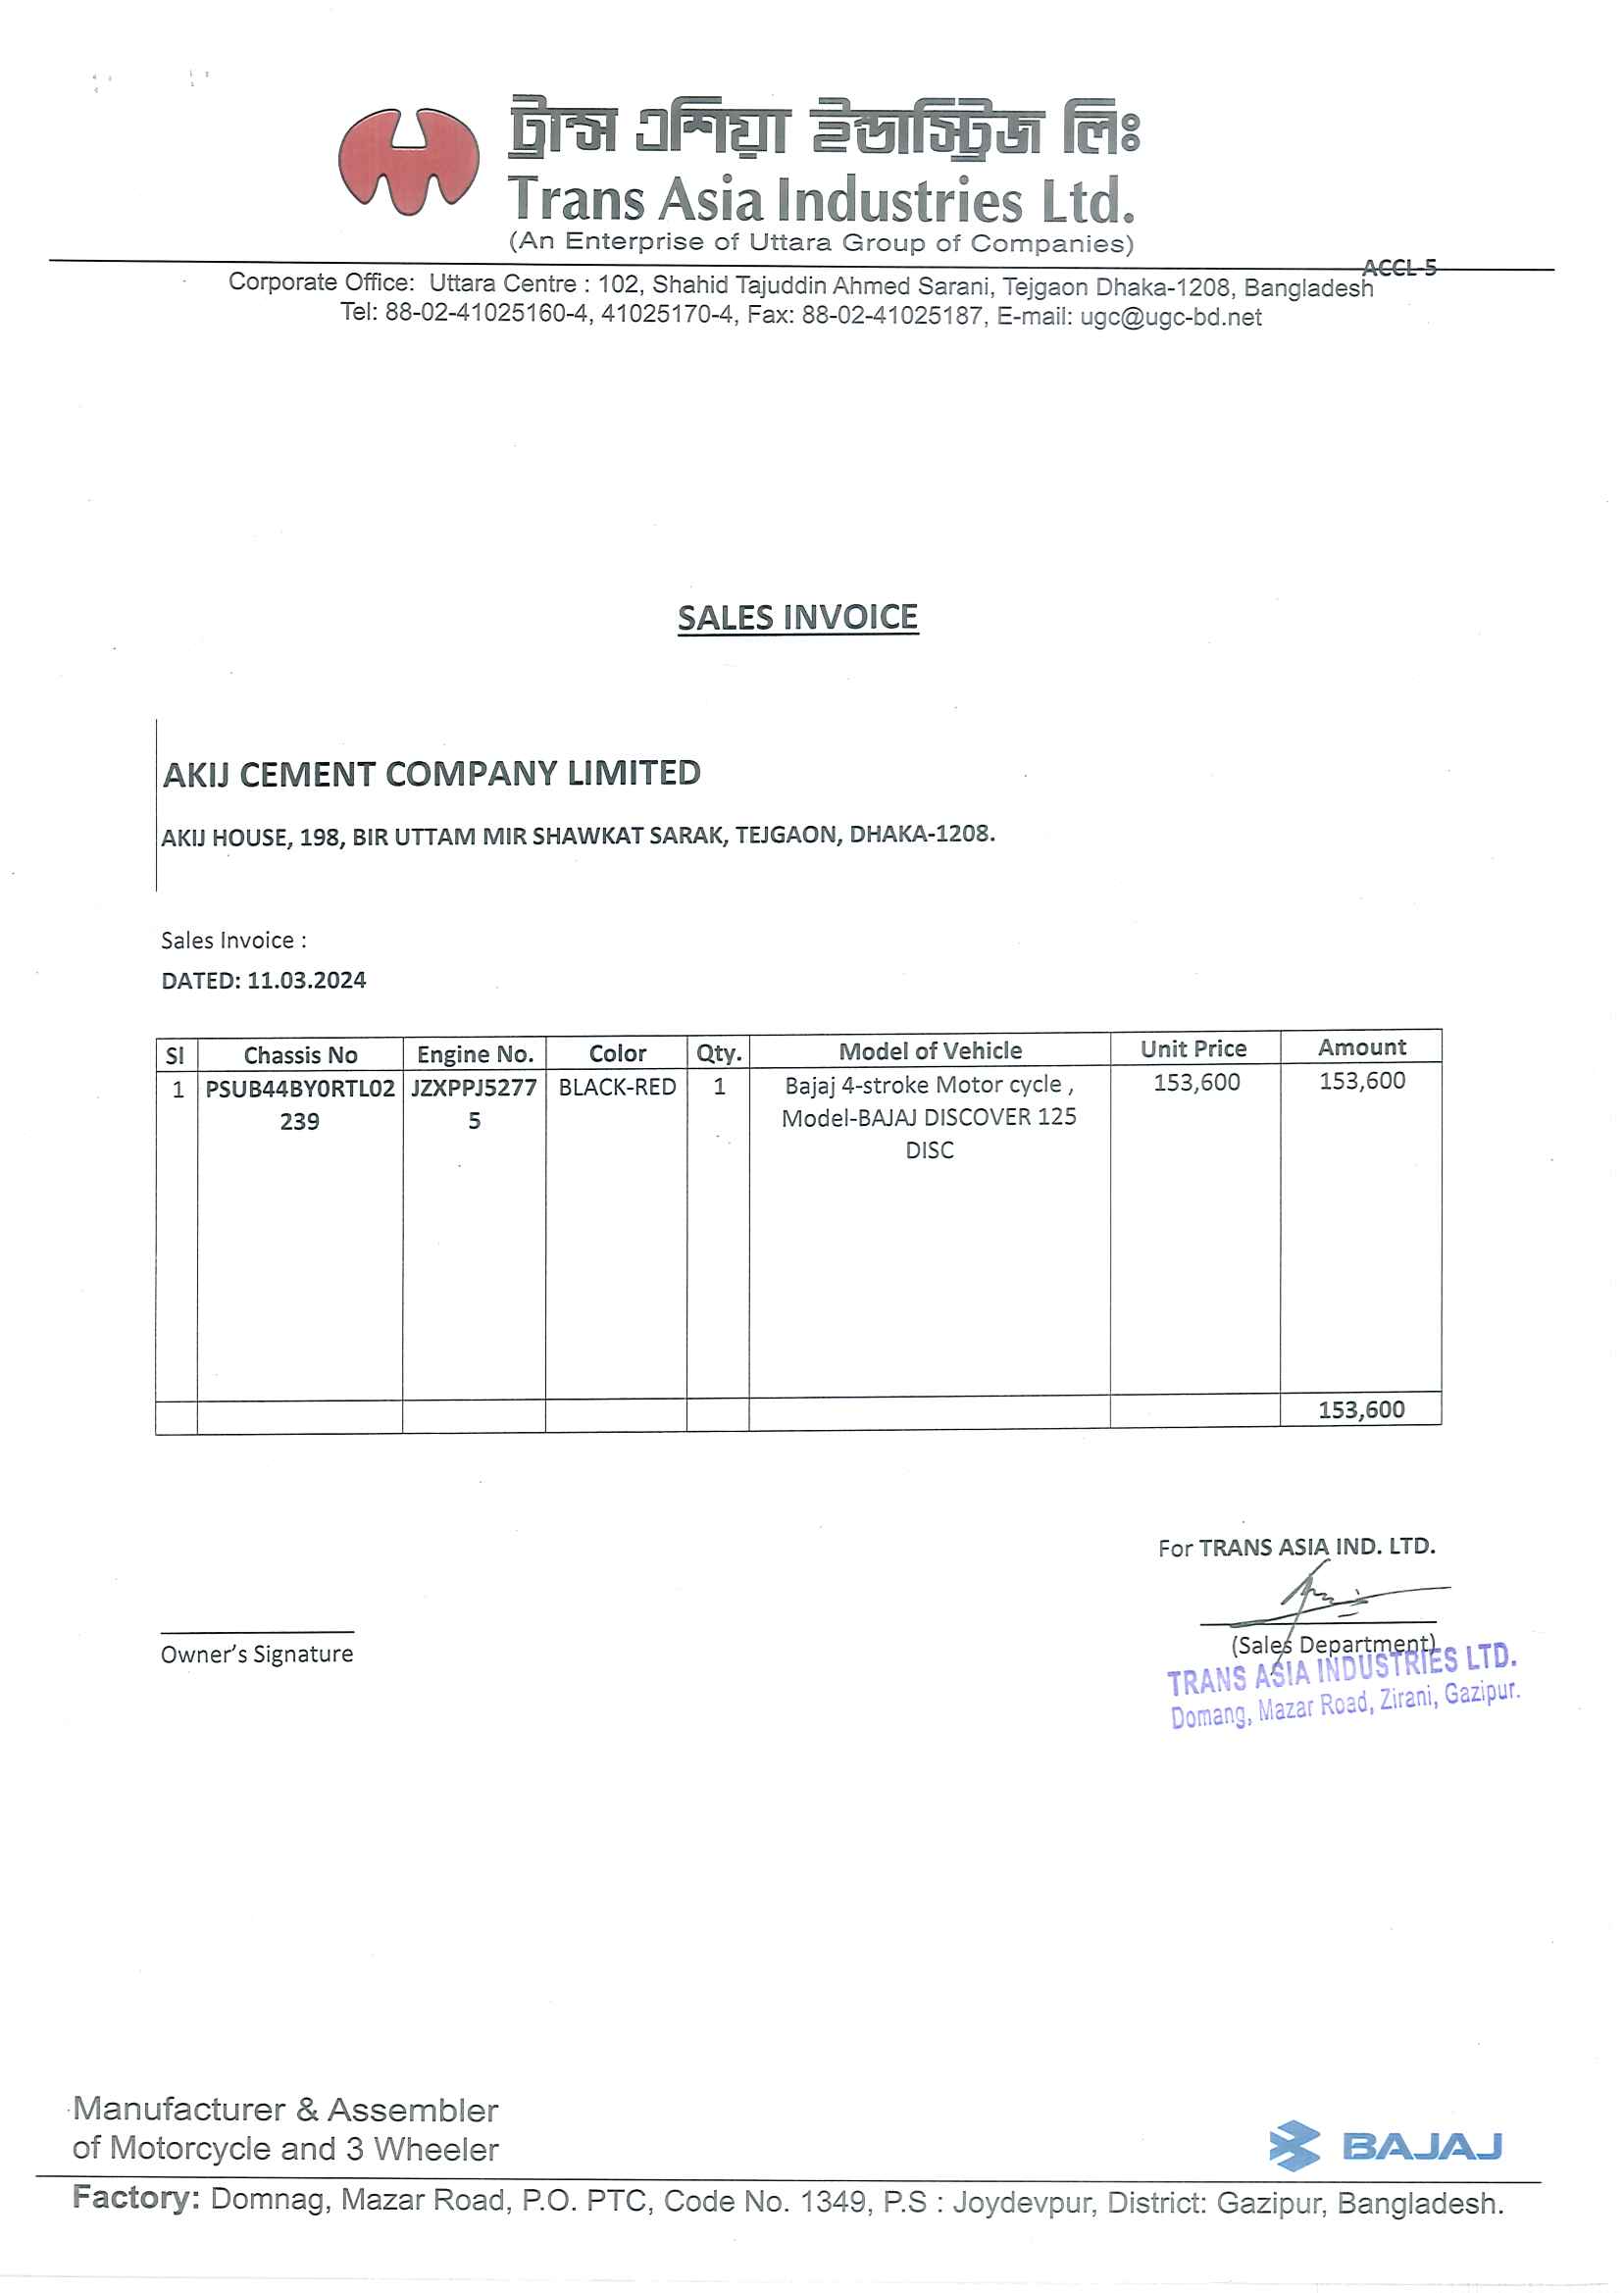 ট্রান্স এশিয়া ইন্ডাস্ট্রিজ লিঃ
Trans Asia Industries Ltd.
(An Enterprise of Uttara Group of Companies)
ACCL-5
Corporate Office: Uttara Centre : 102, Shahid Tajuddin Ahmed Sarani, Tejgaon Dhaka-1208, Bangladesh
Tel: 88-02-41025160-4, 41025170-4, Fax: 88-02-41025187, E-mail: ugc@ugc-bd.net
SALES INVOICE
AKIJ CEMENT COMPANY LIMITED
AKIJ HOUSE, 198, BIR UTTAM MIR SHAWKAT SARAK, TEJGAON, DHAKA-1208.
Sales Invoice :
DATED: 11.03.2024
Sl Chassis No Engine No. Color Qty. Model of Vehicle Unit Price Amount
1 PSUB44BY0RTL02 JZXPPJ5277 BLACK-RED 1 Bajaj 4-stroke Motor cycle , 153,600 153,600
239 5 Model-BAJAJ DISCOVER 125
DISC
153,600
For TRANS ASIA IND. LTD.
Owner's Signature
(Sales Department)
TRANS ASIA INDUSTRIES LTD.
Domang, Mazar Road, Zirani, Gazipur.
Manufacturer & Assembler
of Motorcycle and 3 Wheeler
BAJAJ
Factory: Domnag, Mazar Road, P.O. PTC, Code No. 1349, P.S : Joydevpur, District: Gazipur, Bangladesh.